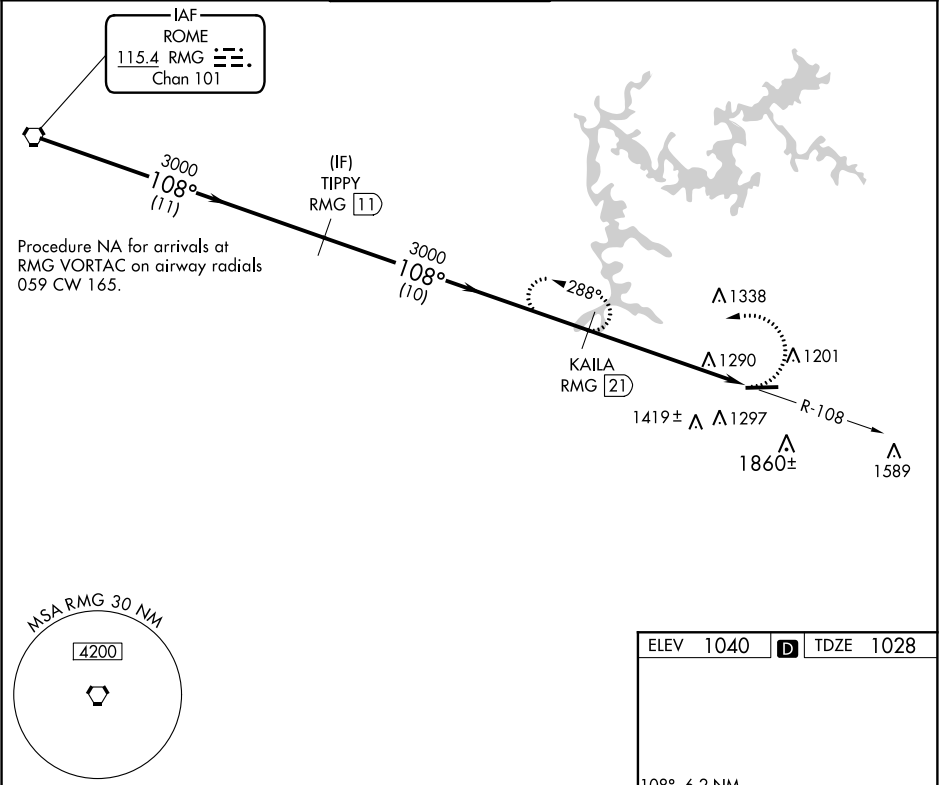 IAF
ROME
115.4 RMG
Chan 101
3000
108°
(11)
(IF)
TIPPY
RMG 11
Procedure NA for arrivals at
RMG VORTAC on airway radials
059 CW 165.
3000
108°
(10)
288°
1338
KAILA
RMG 21
1290
1201
1419± 1297
R-108
1860±
1589
MSA RMG 30 NM
4200
ELEV 1040 D TDZE 1028